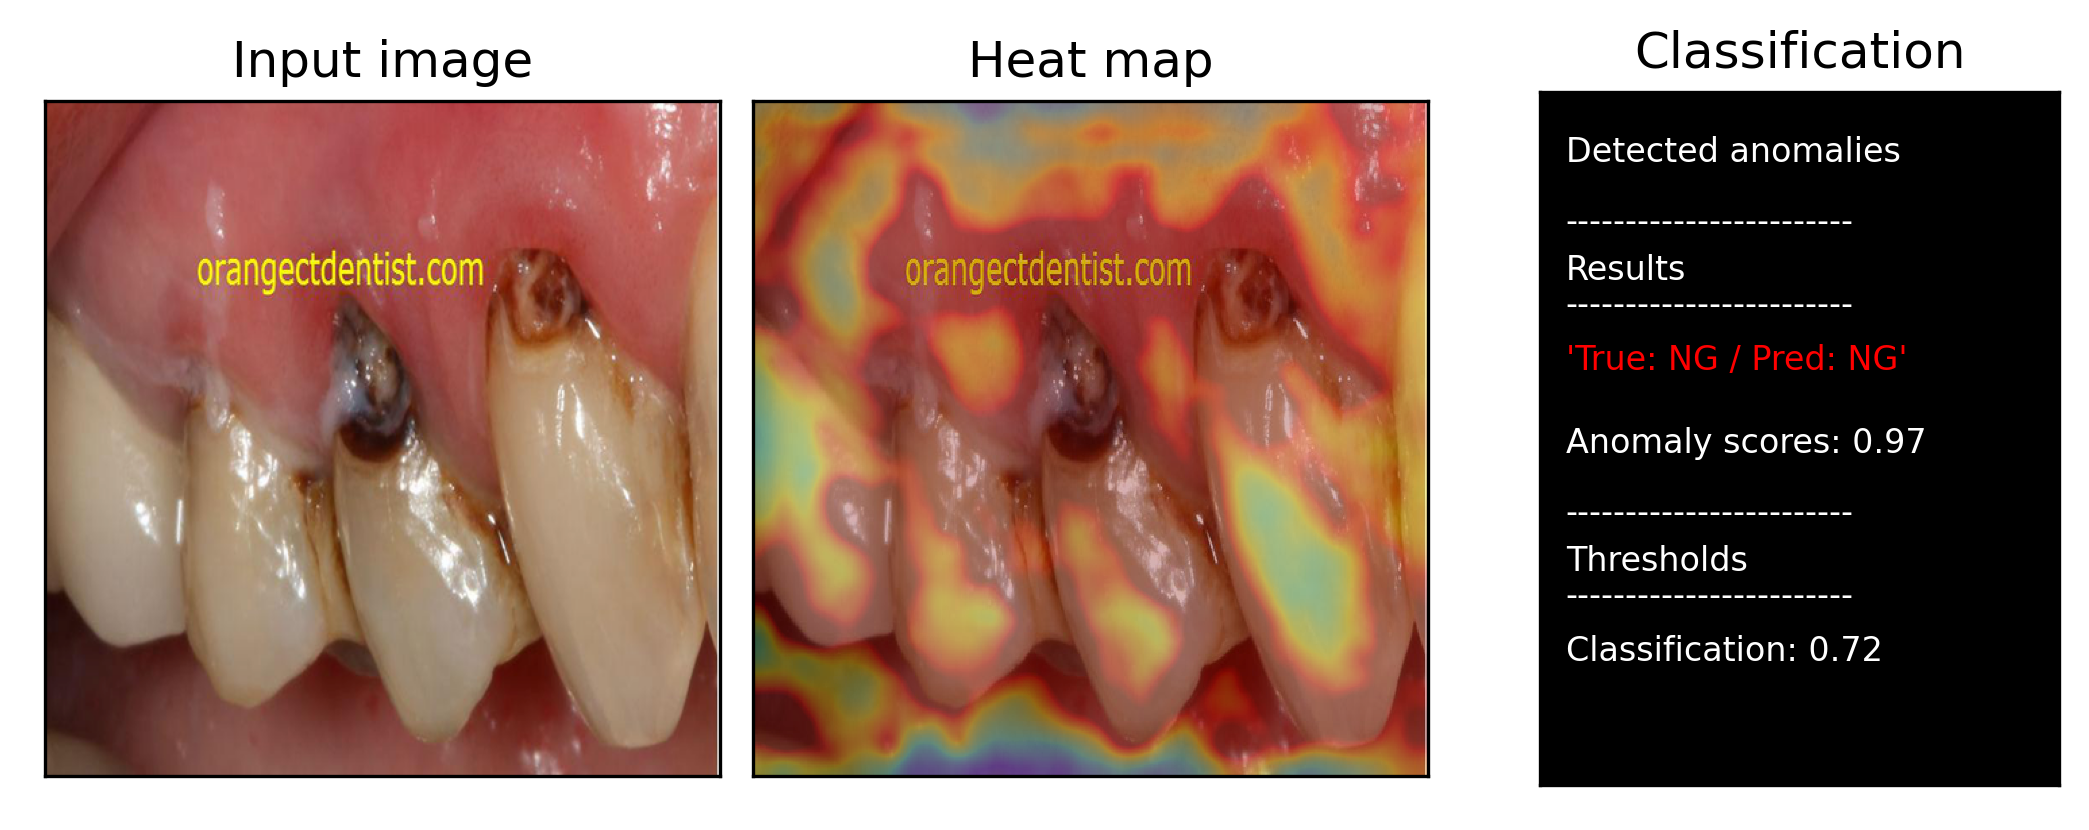 Input image
Heat map
Classification
orangectdentist.com
orangectdentist.com
Detected anomalies
------------------------
Results
------------------------
'True: NG / Pred: NG'
Anomaly scores: 0.97
------------------------
Thresholds
------------------------
Classification: 0.72